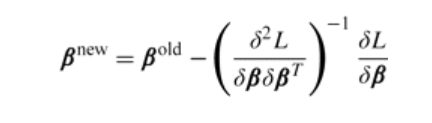 β^new = β^old − (δ²L / δβδβ^T)^−1 δL / δβ